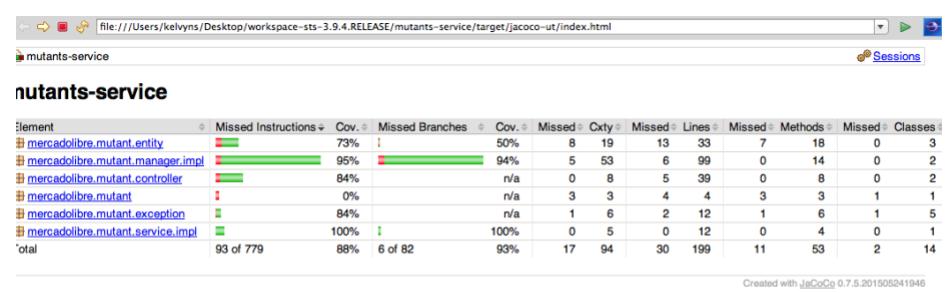 file:///Users/kelvyns/Desktop/workspace-sts-3.9.4.RELEASE/mutants-service/target/jacoco-ut/index.html
mutants-service Sessions
mutants-service
Element Missed Instructions Cov. Missed Branches Cov. Missed Cxty Missed Lines Missed Methods Missed Classes
mercadolibre.mutant.entity 73% 50% 8 19 13 33 7 18 0 3
mercadolibre.mutant.manager.impl 95% 94% 5 53 6 99 0 14 0 2
mercadolibre.mutant.controller 84% n/a 0 8 5 39 0 8 0 2
mercadolibre.mutant 0% n/a 3 3 4 4 3 3 1 1
mercadolibre.mutant.exception 84% n/a 1 6 2 12 1 6 1 5
mercadolibre.mutant.service.impl 100% 100% 0 5 0 12 0 4 0 1
Total 93 of 779 88% 6 of 82 93% 17 94 30 199 11 53 2 14
Created with JaCoCo 0.7.5.201505241946